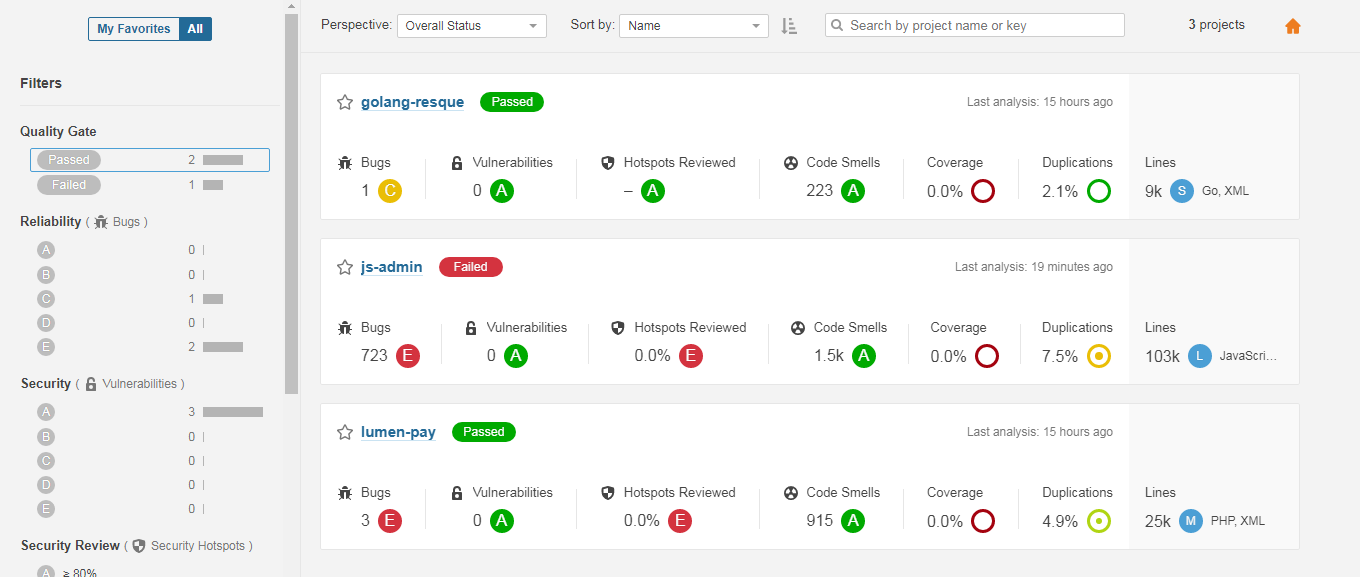 My Favorites All
Perspective: Overall Status Sort by: Name Search by project name or key 3 projects
Filters
Quality Gate
Passed 2
Failed 1
Reliability ( Bugs )
A 0
B 0
C 1
D 0
E 2
Security ( Vulnerabilities )
A 3
B 0
C 0
D 0
E 0
Security Review ( Security Hotspots )
A ≥ 80%
golang-resque Passed Last analysis: 15 hours ago
Bugs Vulnerabilities Hotspots Reviewed Code Smells Coverage Duplications Lines
1 C 0 A – A 223 A 0.0% 2.1% 9k S Go, XML
js-admin Failed Last analysis: 19 minutes ago
Bugs Vulnerabilities Hotspots Reviewed Code Smells Coverage Duplications Lines
723 E 0 A 0.0% E 1.5k A 0.0% 7.5% 103k L JavaScri...
lumen-pay Passed Last analysis: 15 hours ago
Bugs Vulnerabilities Hotspots Reviewed Code Smells Coverage Duplications Lines
3 E 0 A 0.0% E 915 A 0.0% 4.9% 25k M PHP, XML